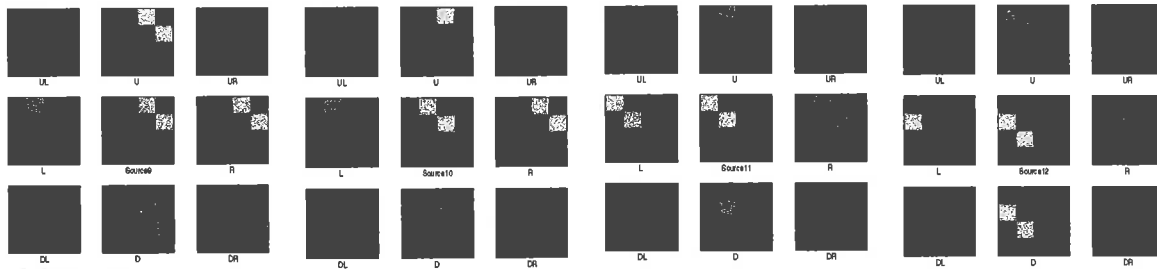 UL U UR UL U UR UL U UR UL U UR
L Source9 R L Source10 R L Source11 R L Source12 R
DL D DR DL D DR DL D DR DL D DR